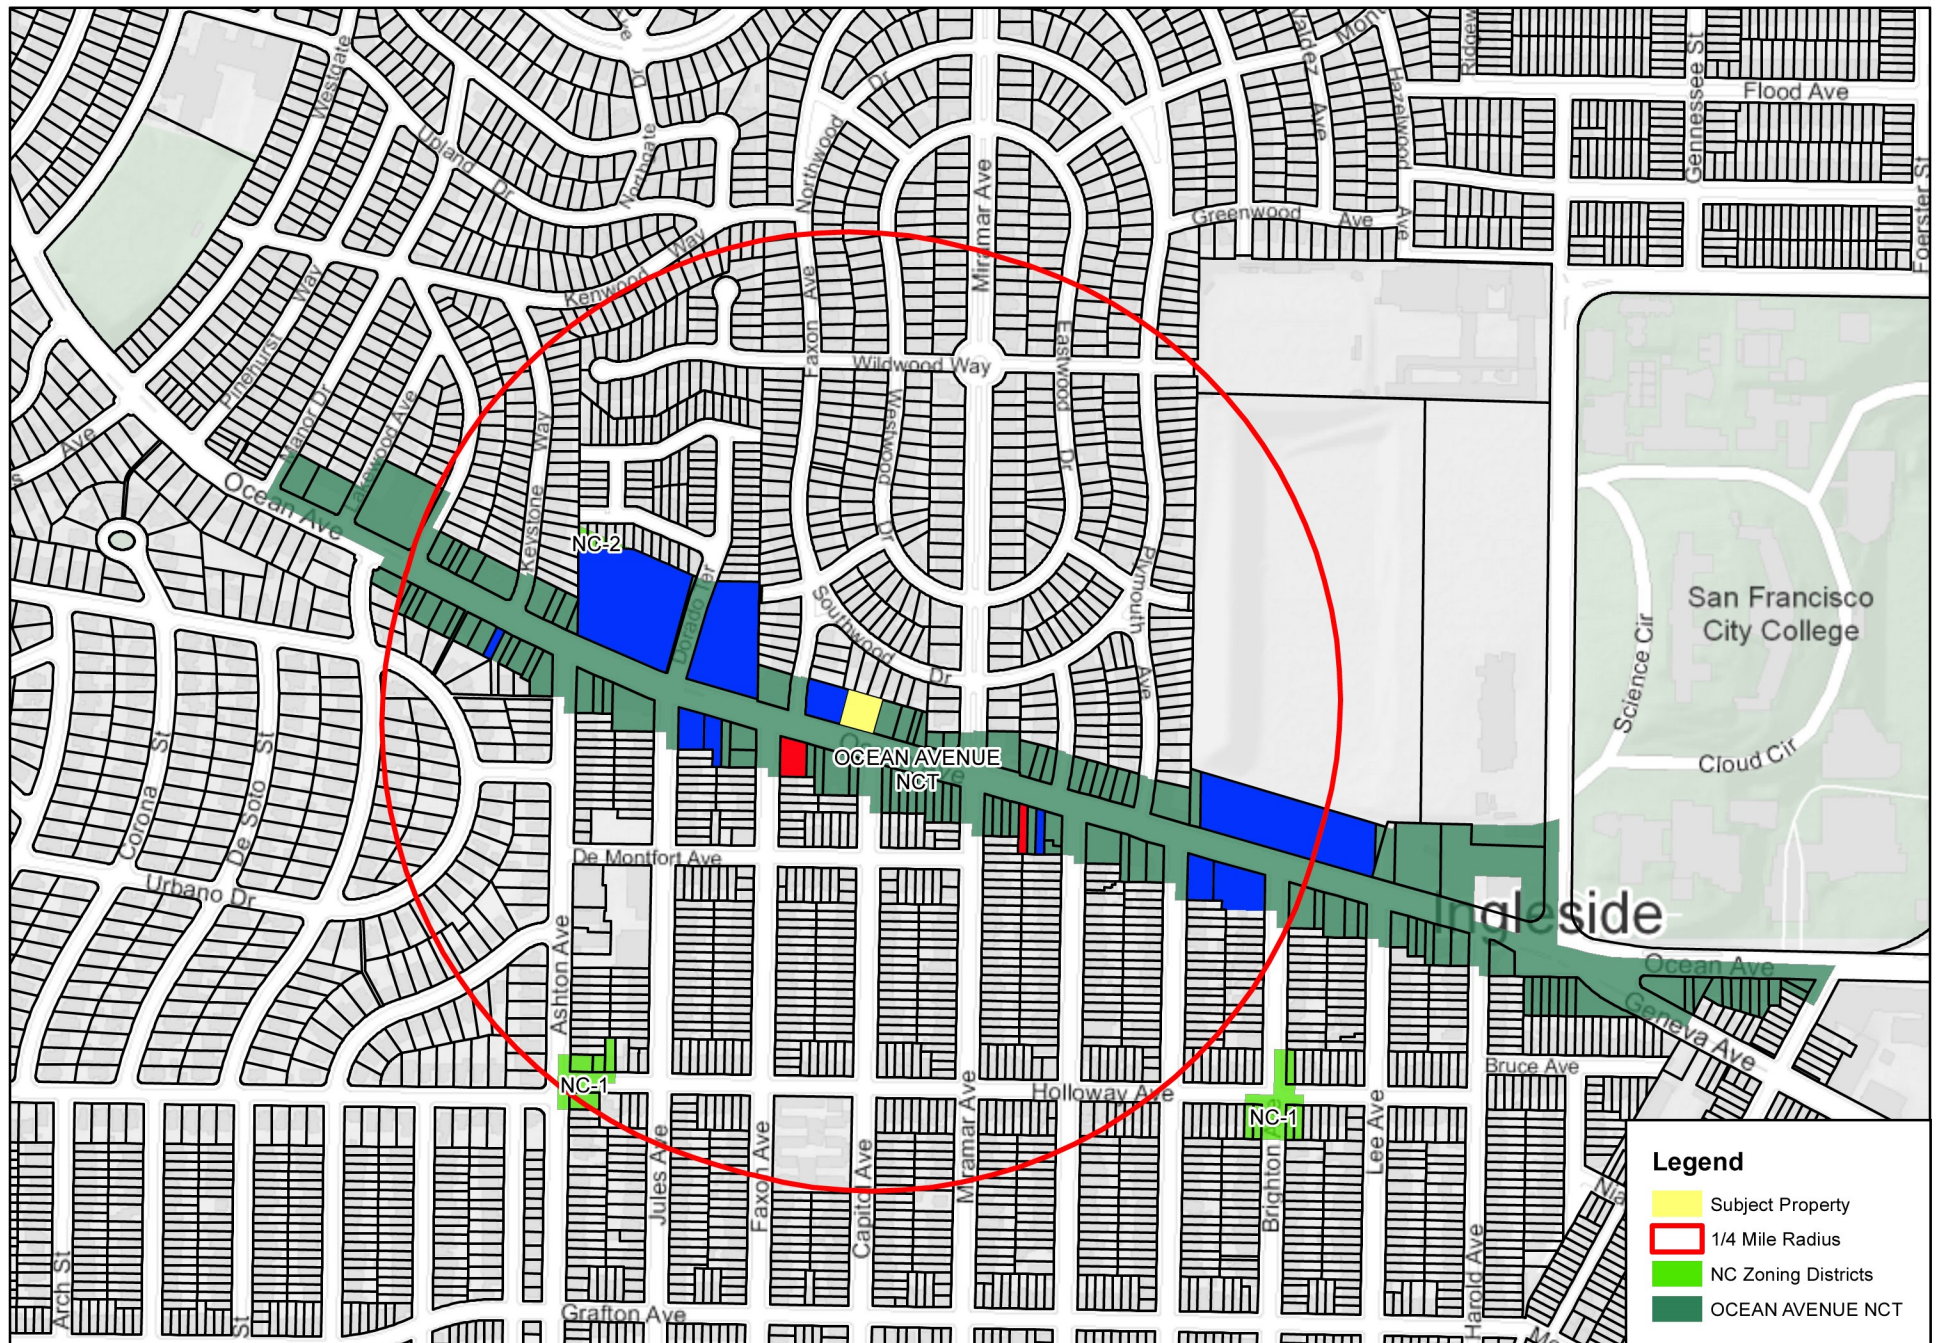 Westgate
Ave
Dr
Dr
Valdez
Ave
Mont
Ridgew
Hazelwood
Ave
Gennessee St
Flood Ave
Foerster St
Upland
Dr
Northgate
Northwood
Miramar Ave
Greenwood
Ave
Way
Kenwood
Way
Faxon
Ave
Wildwood Way
Eastwood
Dr
Westwood
Dr
Pinehurst
Manor Dr
Lakewood Ave
Keystone
Way
Ave
s
Ocean Ave
NC-2
Dorado Ter
Southwood
Dr
Plymouth
Ave
San Francisco
City College
Science Cir
Cloud Cir
OCEAN AVENUE
NCT
Corona St
De Soto St
De Montfort Ave
Urbano Dr
Ingleside
Ocean Ave
Geneva Ave
Ashton Ave
NC-1
Holloway Ave
NC-1
Bruce Ave
Jules Ave
Faxon Ave
Capitol Ave
Miramar Ave
Brighton
Lee Ave
Harold Ave
Arch St
St
Grafton Ave
Legend
Subject Property
1/4 Mile Radius
NC Zoning Districts
OCEAN AVENUE NCT